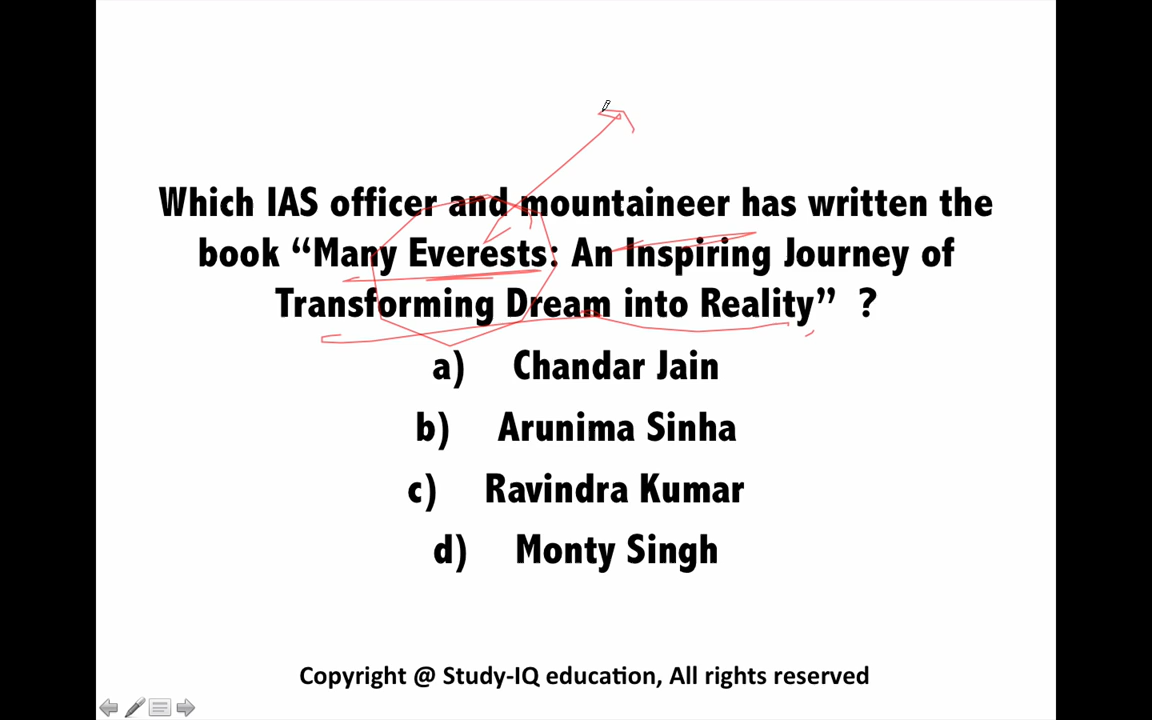 Which IAS officer and mountaineer has written the
book “Many Everests: An Inspiring Journey of
Transforming Dream into Reality” ?
a) Chandar Jain
b) Arunima Sinha
c) Ravindra Kumar
d) Monty Singh
Copyright @ Study-IQ education, All rights reserved